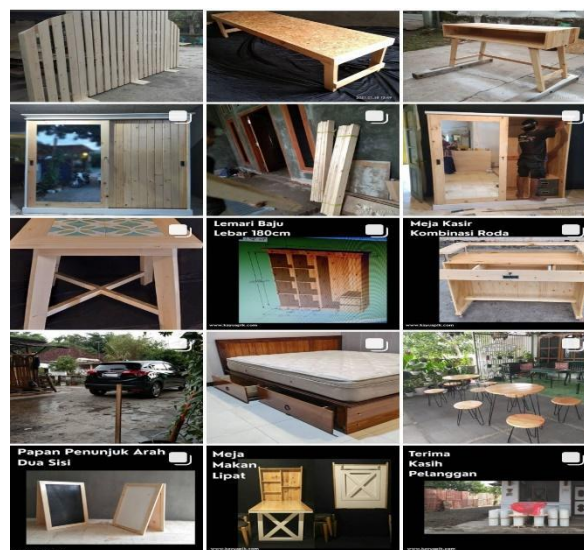 Lemari Baju
Lebar 180cm
Meja Kasir
Kombinasi Roda
Papan Penunjuk Arah
Dua Sisi
Meja
Makan
Lipat
Terima
Kasih
Pelanggan